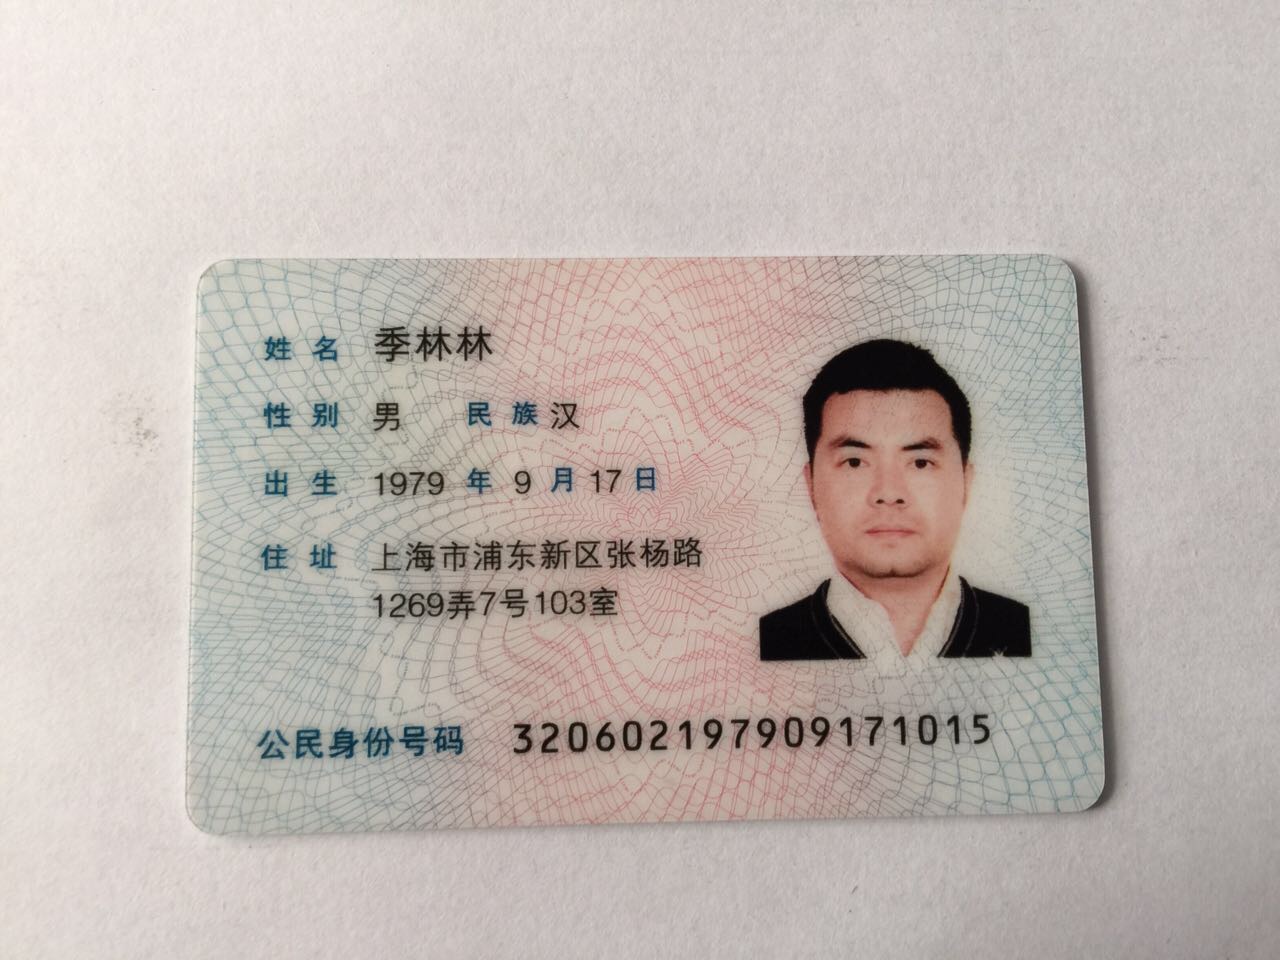 姓名 季林林
性别 男 民族 汉
出生 1979 年 9 月 17 日
住址 上海市浦东新区张杨路
1269弄7号103室
公民身份号码 320602197909171015